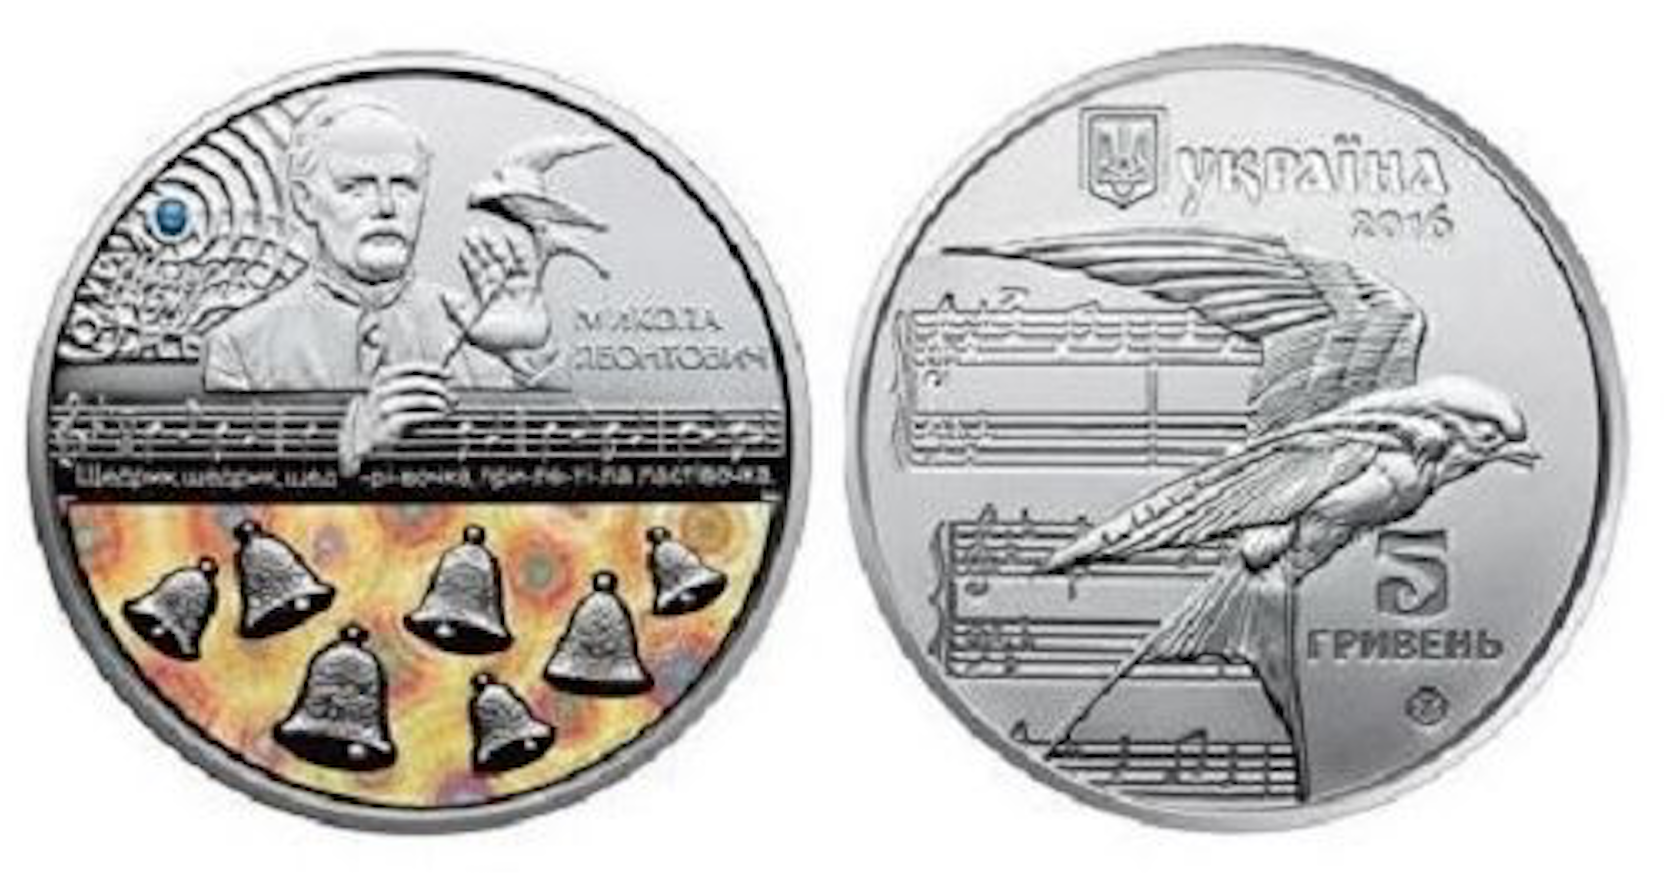 МИКОЛА
ЛЕОНТОВИЧ
Щедрик, щедрик, щед -рі-вочка, при-ле-ті-ла ластівочка,
УКРАЇНА
2016
5
ГРИВЕНЬ